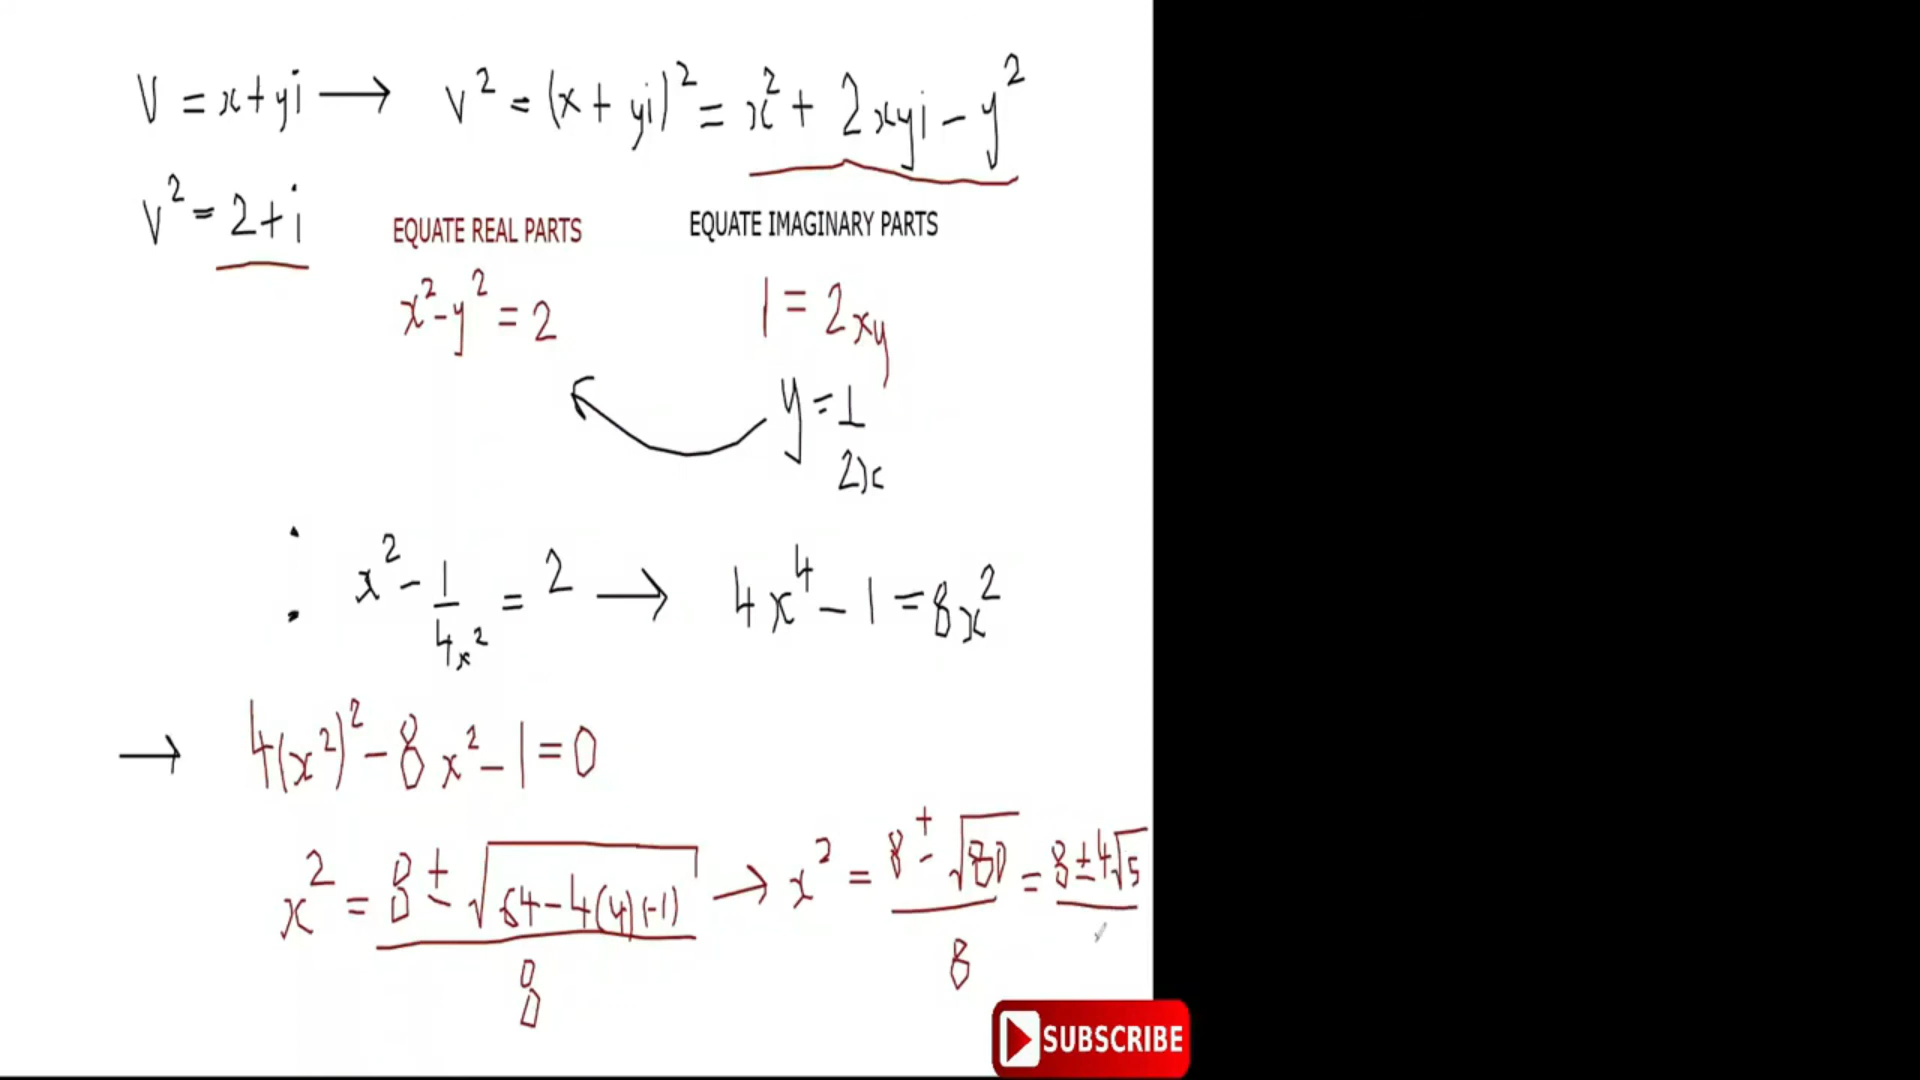 v = x + yi → v² = (x + yi)² = x² + 2xyi − y²
v² = 2 + i
EQUATE REAL PARTS EQUATE IMAGINARY PARTS
x² − y² = 2 1 = 2xy
y = 1/2x
∴ x² − 1/4x² = 2 → 4x⁴ − 1 = 8x²
→ 4(x²)² − 8x² − 1 = 0
x² = 8 ± √64 − 4(4)(−1) / 8 → x² = 8 ± √80 / 8 = 8 ± 4√5
SUBSCRIBE